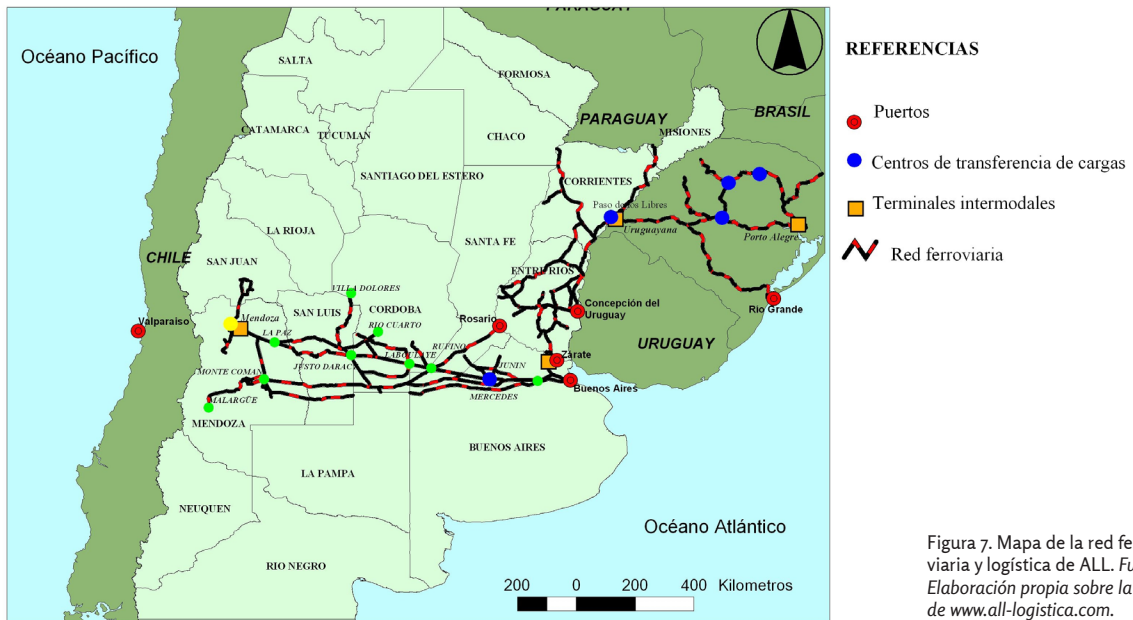 PARAGUAY
Océano Pacífico
SALTA
FORMOSA
PARAGUAY
BRASIL
MISIONES
CATAMARCA
TUCUMAN
CHACO
SANTIAGO DEL ESTERO
CORRIENTES
Paso de los Libres
Uruguayana
Porto Alegre
LA RIOJA
SANTA FE
CHILE
SAN JUAN
ENTRE RIOS
VILLA DOLORES
Rio Grande
Valparaiso
Mendoza
SAN LUIS
CORDOBA
RIO CUARTO
Rosario
Concepción del
Uruguay
LA PAZ
LABOULAYE
RUFINO
URUGUAY
JUSTO DARACT
JUNIN
Zárate
MONTE COMAN
Buenos Aires
MALARGÜE
MERCEDES
MENDOZA
BUENOS AIRES
LA PAMPA
NEUQUEN
Océano Atlántico
RIO NEGRO
200 0 200 400 Kilometros
REFERENCIAS
Puertos
Centros de transferencia de cargas
Terminales intermodales
Red ferroviaria
Figura 7. Mapa de la red fe
viaria y logística de ALL. Fu
Elaboración propia sobre la
de www.all-logistica.com.